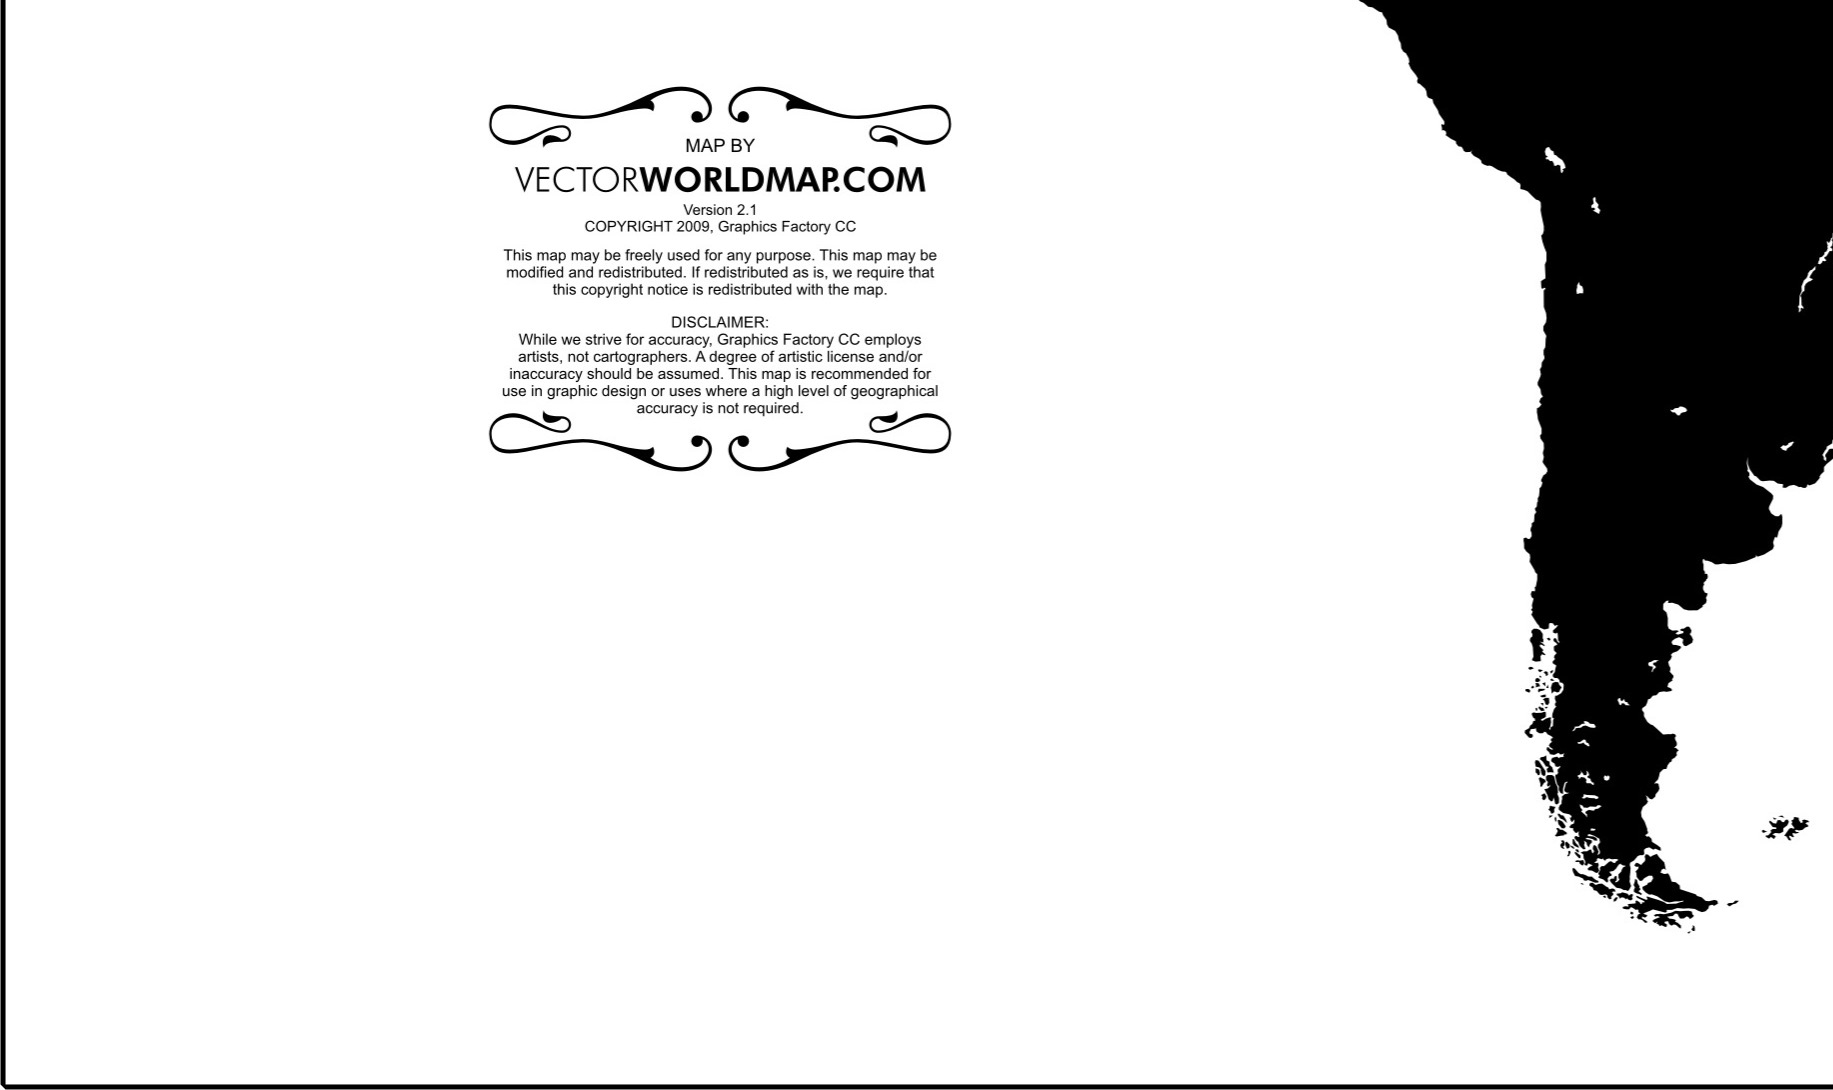 MAP BY
VECTORWORLDMAP.COM
Version 2.1
COPYRIGHT 2009, Graphics Factory CC
This map may be freely used for any purpose. This map may be
modified and redistributed. If redistributed as is, we require that
this copyright notice is redistributed with the map.
DISCLAIMER:
While we strive for accuracy, Graphics Factory CC employs
artists, not cartographers. A degree of artistic license and/or
inaccuracy should be assumed. This map is recommended for
use in graphic design or uses where a high level of geographical
accuracy is not required.